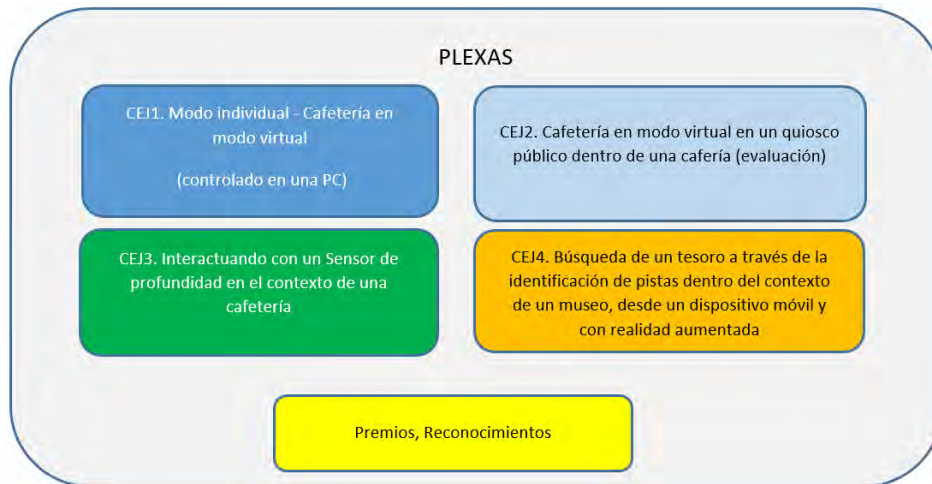 PLEXAS
CEJ1. Modo individual - Cafetería en
modo virtual
(controlado en una PC)
CEJ2. Cafetería en modo virtual en un quiosco
público dentro de una cafería (evaluación)
CEJ3. Interactuando con un Sensor de
profundidad en el contexto de una
cafetería
CEJ4. Búsqueda de un tesoro a través de la
identificación de pistas dentro del contexto
de un museo, desde un dispositivo móvil y
con realidad aumentada
Premios, Reconocimientos